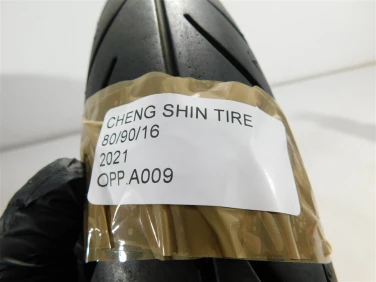 CHENG SHIN TIRE
80/90/16
2021
OPP.A009